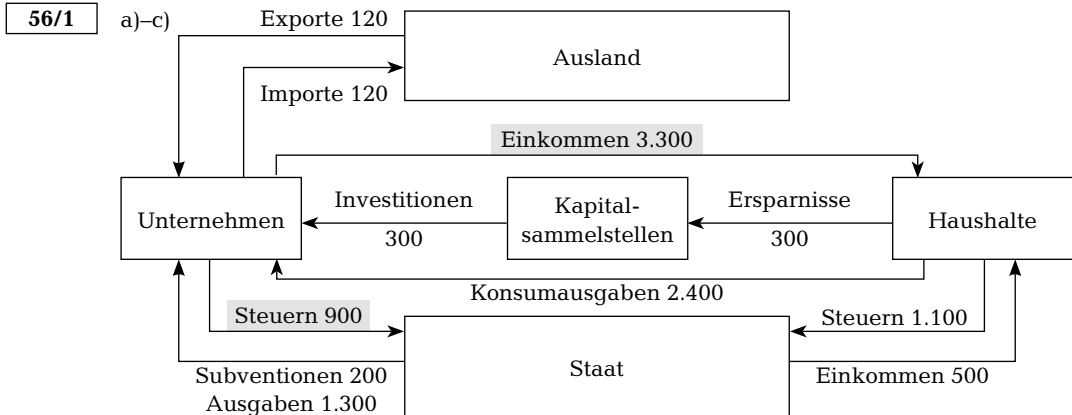 56/1 a)–c)
Exporte 120
Ausland
Importe 120
Einkommen 3.300
Unternehmen
Investitionen
300
Kapital-
sammelstellen
Ersparnisse
300
Haushalte
Konsumausgaben 2.400
Steuern 900
Steuern 1.100
Staat
Subventionen 200
Ausgaben 1.300
Einkommen 500